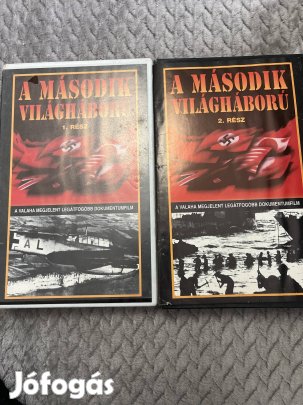 A MÁSODIK
VILÁGHÁBORÚ
1. RÉSZ
A VALAHA MEGJELENT LEGÁTFOGÓBB DOKUMENTUMFILM
A MÁSODIK
VILÁGHÁBORÚ
2. RÉSZ
A VALAHA MEGJELENT LEGÁTFOGÓBB DOKUMENTUMFILM
Jófogás